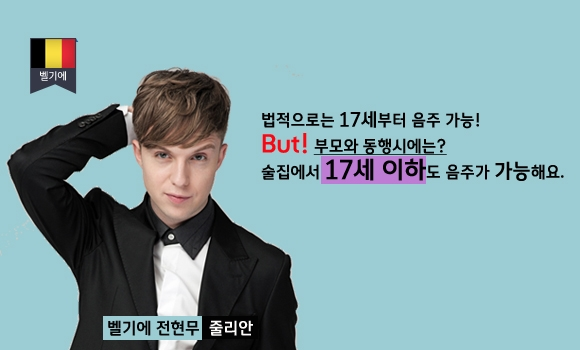 벨기에
법적으로는 17세부터 음주 가능!
But! 부모와 동행시에는?
술집에서 17세 이하도 음주가 가능해요.
벨기에 전현무 줄리안